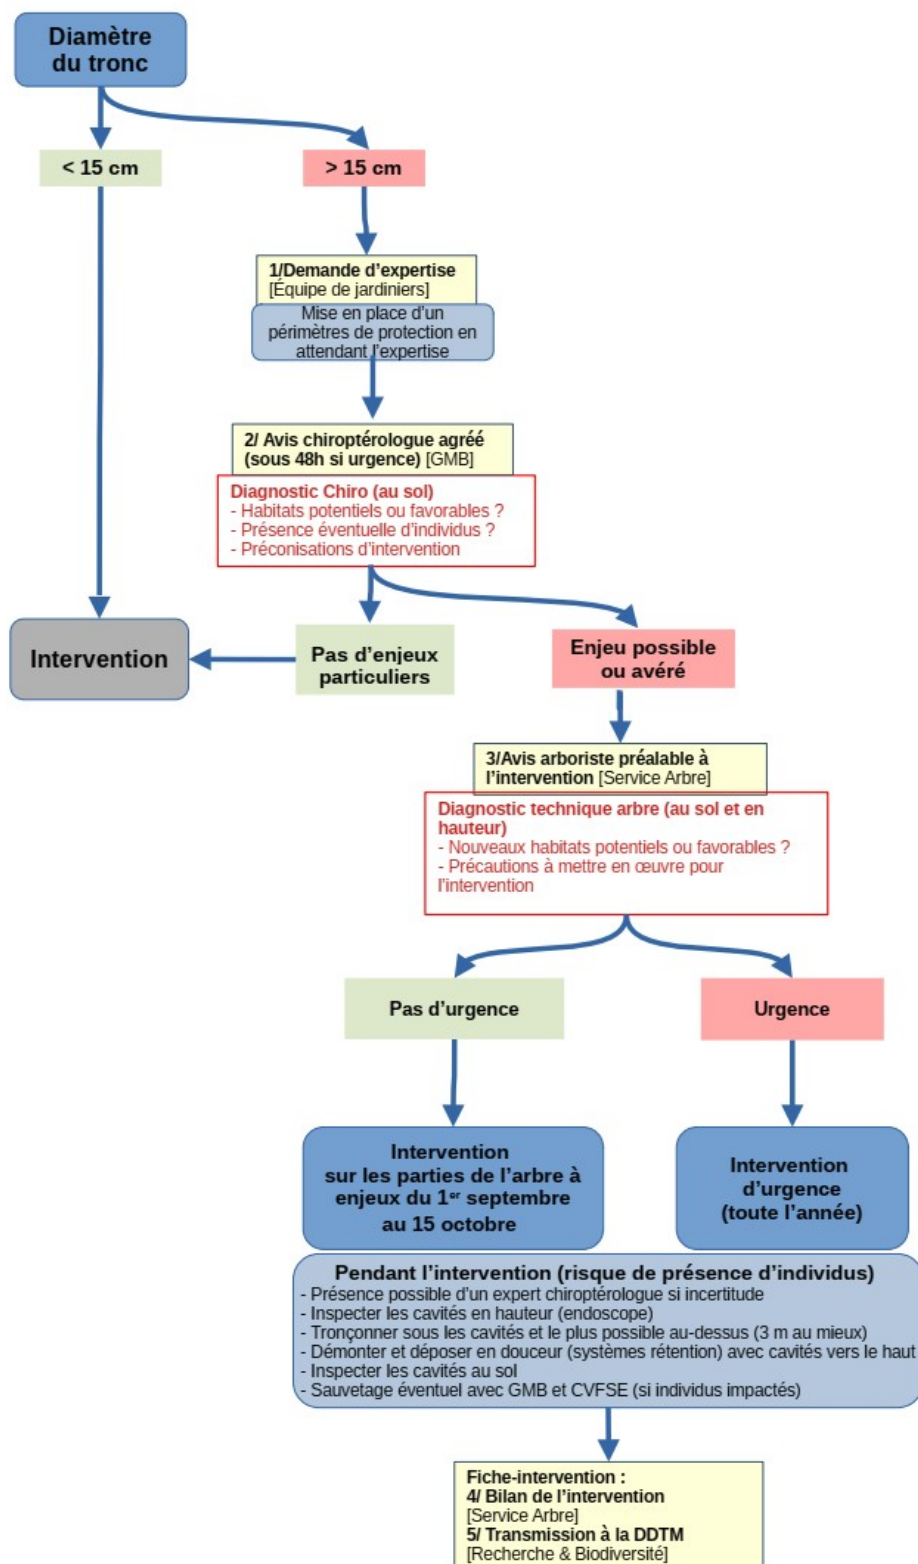 Diamètre
du tronc
< 15 cm
> 15 cm
1/Demande d’expertise
[Équipe de jardiniers]
Mise en place d’un
périmètres de protection en
attendant l’expertise
2/ Avis chiroptérologue agréé
(sous 48h si urgence) [GMB]
Diagnostic Chiro (au sol)
- Habitats potentiels ou favorables ?
- Présence éventuelle d’individus ?
- Préconisations d’intervention
Intervention
Pas d’enjeux
particuliers
Enjeu possible
ou avéré
3/Avis arboriste préalable à
l’intervention [Service Arbre]
Diagnostic technique arbre (au sol et en
hauteur)
- Nouveaux habitats potentiels ou favorables ?
- Précautions à mettre en œuvre pour
l’intervention
Pas d’urgence
Urgence
Intervention
sur les parties de l’arbre à
enjeux du 1er septembre
au 15 octobre
Intervention
d’urgence
(toute l’année)
Pendant l’intervention (risque de présence d’individus)
- Présence possible d’un expert chiroptérologue si incertitude
- Inspecter les cavités en hauteur (endoscope)
- Tronçonner sous les cavités et le plus possible au-dessus (3 m au mieux)
- Démonter et déposer en douceur (systèmes rétention) avec cavités vers le haut
- Inspecter les cavités au sol
- Sauvetage éventuel avec GMB et CVFSE (si individus impactés)
Fiche-intervention :
4/ Bilan de l’intervention
[Service Arbre]
5/ Transmission à la DDTM
[Recherche & Biodiversité]